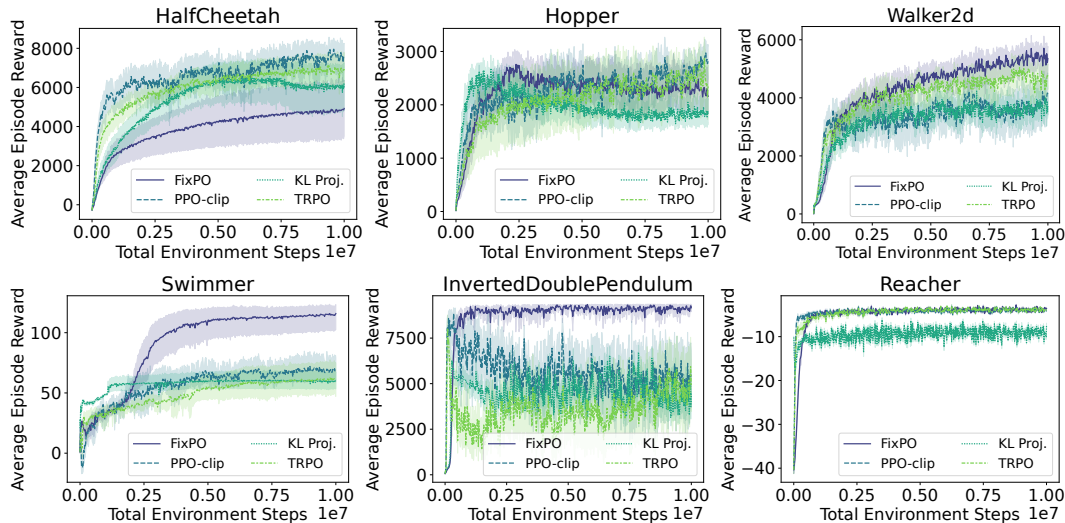 HalfCheetah
Average Episode Reward
8000
6000
4000
2000
0
FixPO
PPO-clip
KL Proj.
TRPO
0.00 0.25 0.50 0.75 1.00
Total Environment Steps 1e7
Hopper
Average Episode Reward
3000
2000
1000
0
FixPO
PPO-clip
KL Proj.
TRPO
0.00 0.25 0.50 0.75 1.00
Total Environment Steps 1e7
Walker2d
Average Episode Reward
6000
4000
2000
0
FixPO
PPO-clip
KL Proj.
TRPO
0.00 0.25 0.50 0.75 1.00
Total Environment Steps 1e7
Swimmer
Average Episode Reward
100
50
0
FixPO
PPO-clip
KL Proj.
TRPO
0.00 0.25 0.50 0.75 1.00
Total Environment Steps 1e7
InvertedDoublePendulum
Average Episode Reward
7500
5000
2500
0
FixPO
PPO-clip
KL Proj.
TRPO
0.00 0.25 0.50 0.75 1.00
Total Environment Steps 1e7
Reacher
Average Episode Reward
−10
−20
−30
−40
FixPO
PPO-clip
KL Proj.
TRPO
0.00 0.25 0.50 0.75 1.00
Total Environment Steps 1e7